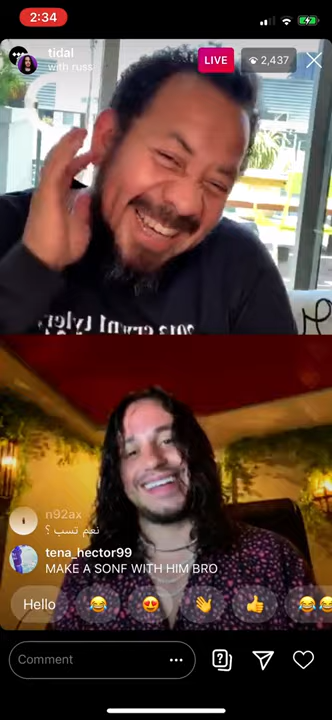 2:34
tidal
with russ
LIVE
2,437
n92ax
نعم تسب ؟
tena_hector99
MAKE A SONF WITH HIM BRO
Hello
Comment